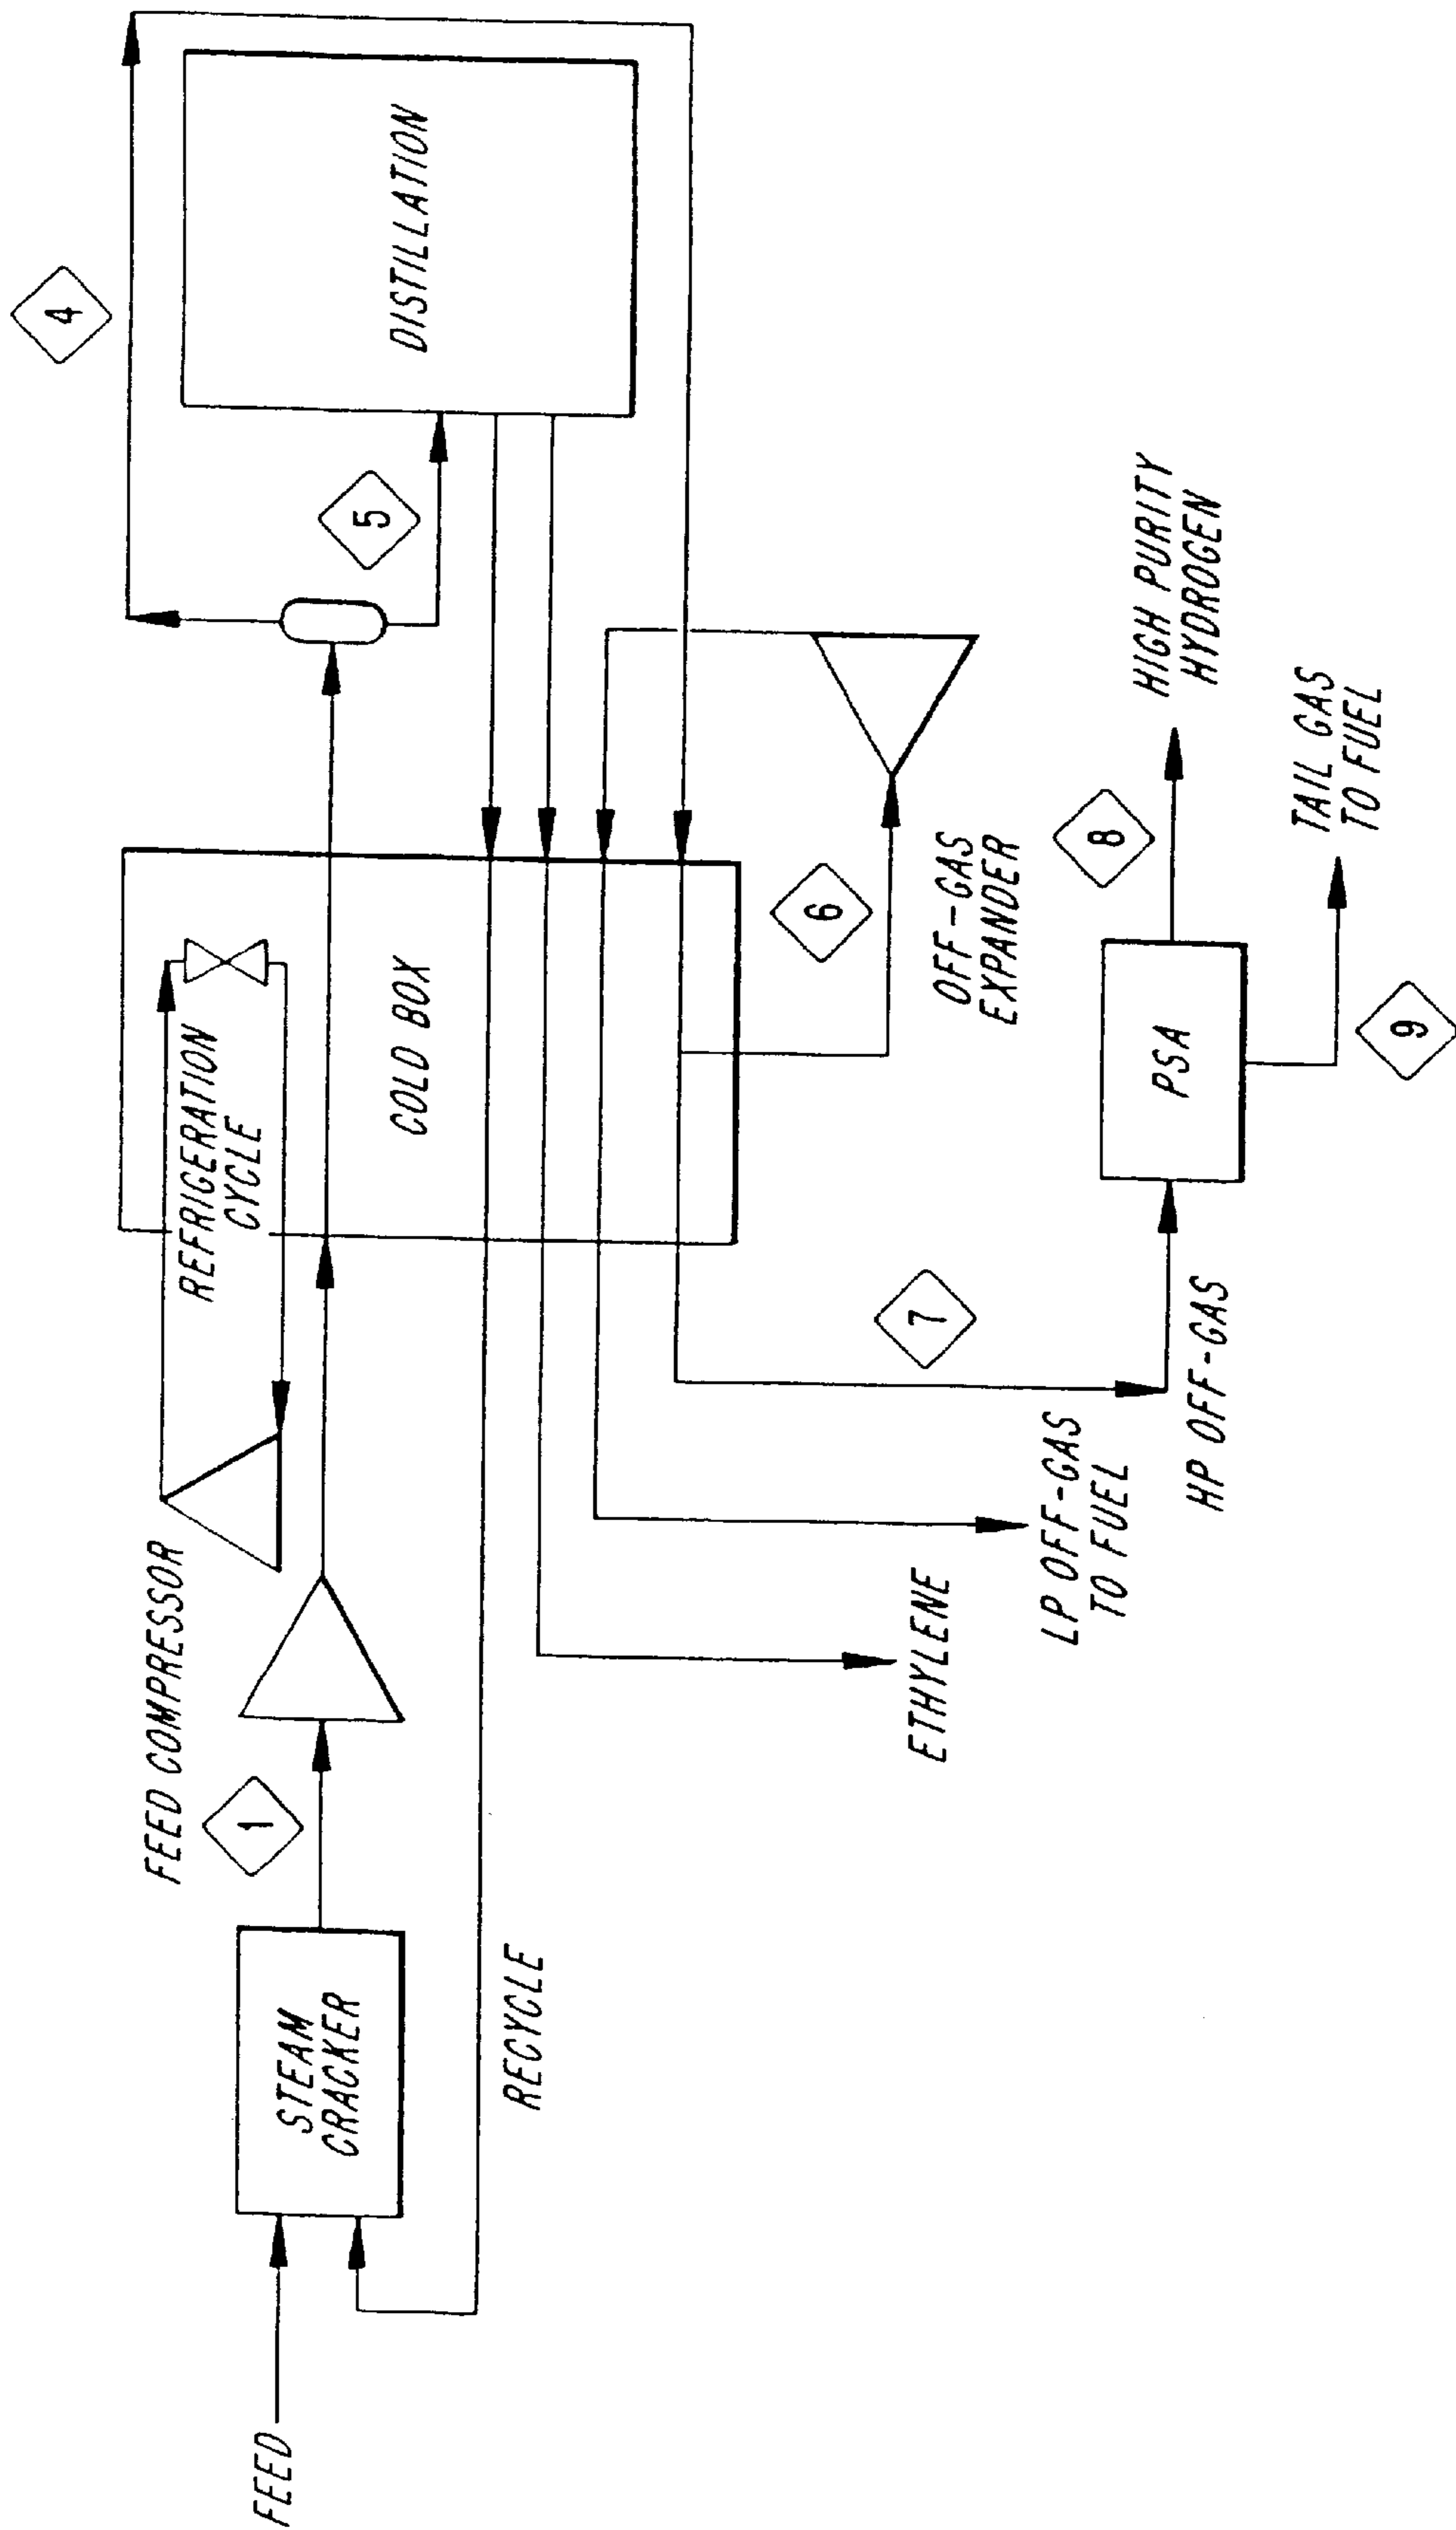 FEED
STEAM
CRACKER
RECYCLE
1
FEED COMPRESSOR
REFRIGERATION
CYCLE
COLD BOX
4
5
DISTILLATION
6
OFF-GAS
EXPANDER
ETHYLENE
LP OFF-GAS
TO FUEL
7
HP OFF-GAS
PSA
8
HIGH PURITY
HYDROGEN
9
TAIL GAS
TO FUEL